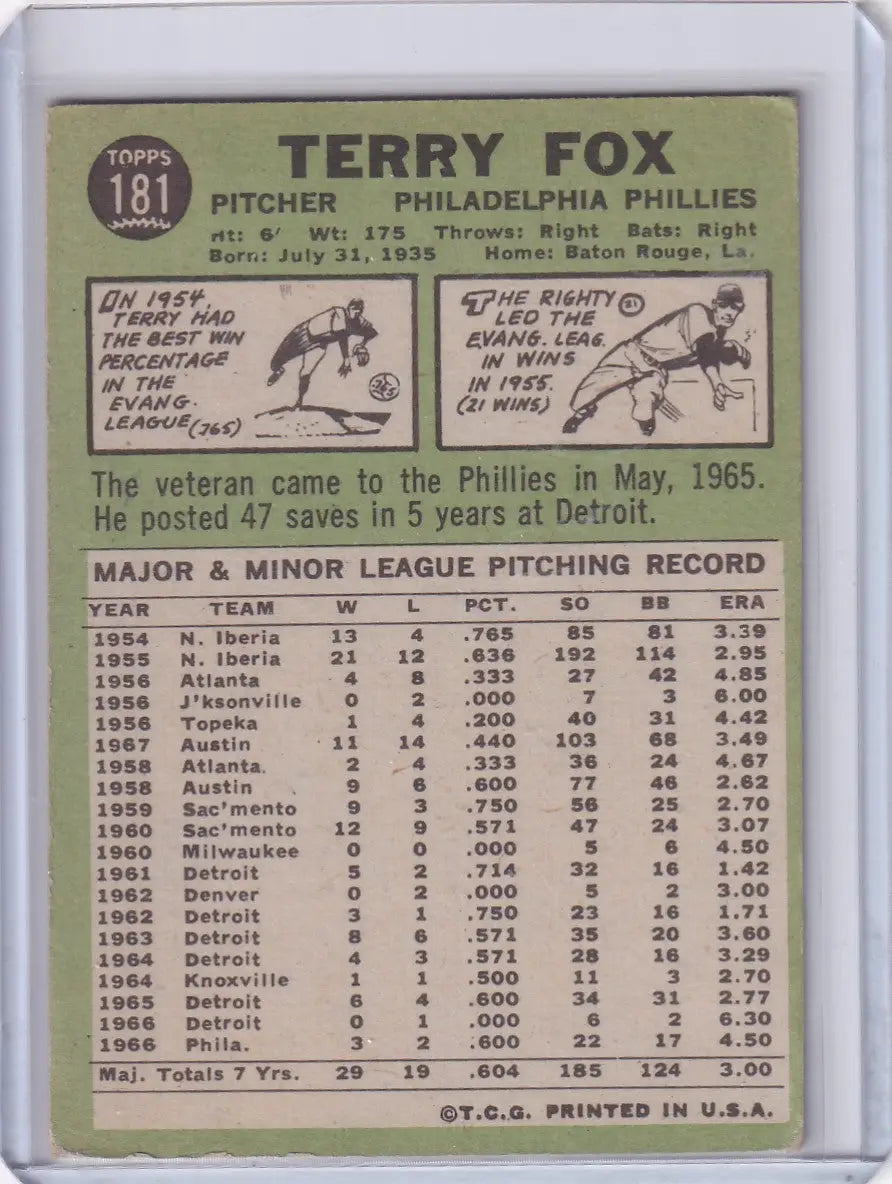 TOPPS
181
TERRY FOX
PITCHER PHILADELPHIA PHILLIES
Ht: 6' Wt: 175 Throws: Right Bats: Right
Born: July 31, 1935 Home: Baton Rouge, La.
IN 1954,
TERRY HAD
THE BEST WIN
PERCENTAGE
IN THE
EVANG.
LEAGUE (.765)
.765
THE RIGHTY
LED THE
EVANG. LEAG.
IN WINS
IN 1955.
(21 WINS)
21
The veteran came to the Phillies in May, 1965.
He posted 47 saves in 5 years at Detroit.
MAJOR & MINOR LEAGUE PITCHING RECORD
YEAR TEAM W L PCT. SO BB ERA
1954 N. Iberia 13 4 .765 85 81 3.39
1955 N. Iberia 21 12 .636 192 114 2.95
1956 Atlanta 4 8 .333 27 42 4.85
1956 J'ksonville 0 2 .000 7 3 6.00
1956 Topeka 1 4 .200 40 31 4.42
1967 Austin 11 14 .440 103 68 3.49
1958 Atlanta. 2 4 .333 36 24 4.67
1958 Austin 9 6 .600 77 46 2.62
1959 Sac'mento 9 3 .750 56 25 2.70
1960 Sac'mento 12 9 .571 47 24 3.07
1960 Milwaukee 0 0 .000 5 6 4.50
1961 Detroit 5 2 .714 32 16 1.42
1962 Denver 0 2 .000 5 2 3.00
1962 Detroit 3 1 .750 23 16 1.71
1963 Detroit 8 6 .571 35 20 3.60
1964 Detroit 4 3 .571 28 16 3.29
1964 Knoxville 1 1 .500 11 3 2.70
1965 Detroit 6 4 .600 34 31 2.77
1966 Detroit 0 1 .000 6 2 6.30
1966 Phila. 3 2 .600 22 17 4.50
Maj. Totals 7 Yrs. 29 19 .604 185 124 3.00
©T.C.G. PRINTED IN U.S.A.